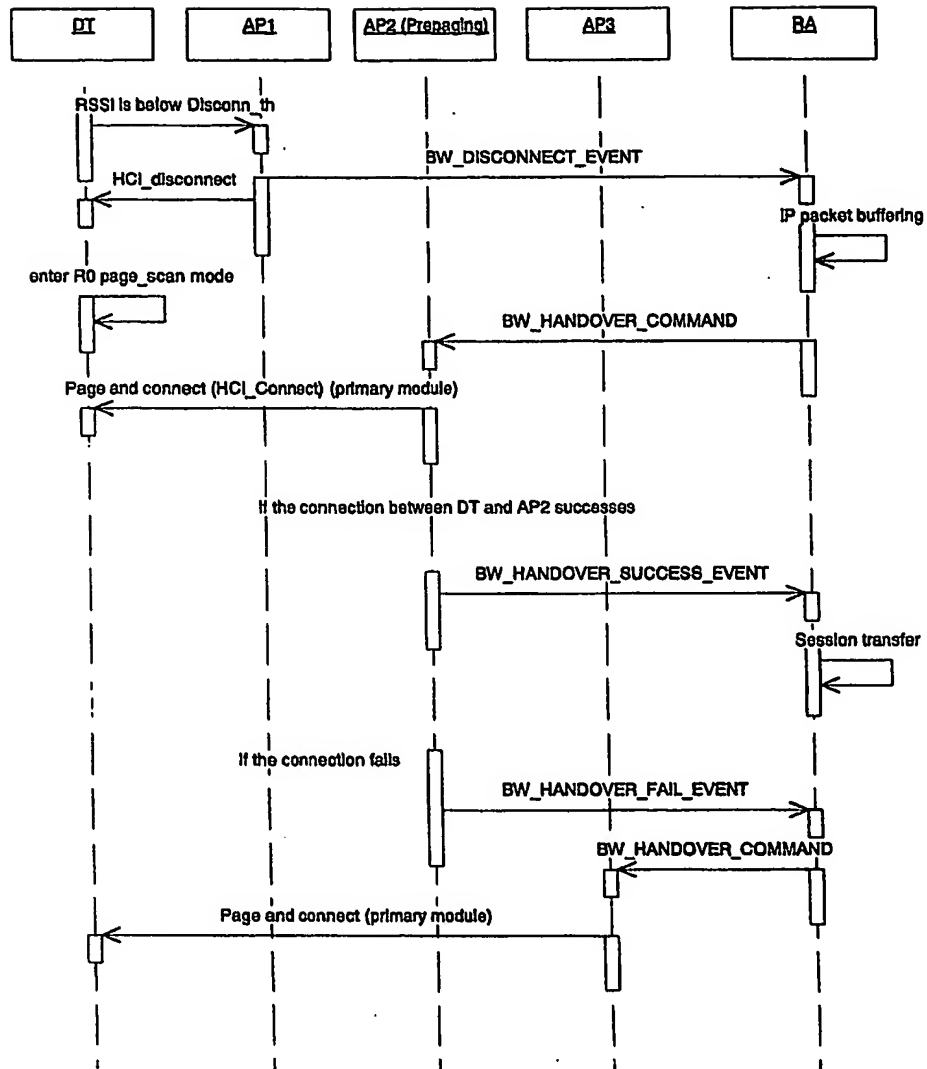 DT
AP1
AP2 (Prepaging)
AP3
BA
RSSI is below Disconn_th
BW_DISCONNECT_EVENT
HCI_disconnect
IP packet buffering
enter R0 page_scan mode
BW_HANDOVER_COMMAND
Page and connect (HCI_Connect) (primary module)
If the connection between DT and AP2 successes
BW_HANDOVER_SUCCESS_EVENT
Session transfer
If the connection fails
BW_HANDOVER_FAIL_EVENT
BW_HANDOVER_COMMAND
Page and connect (primary module)